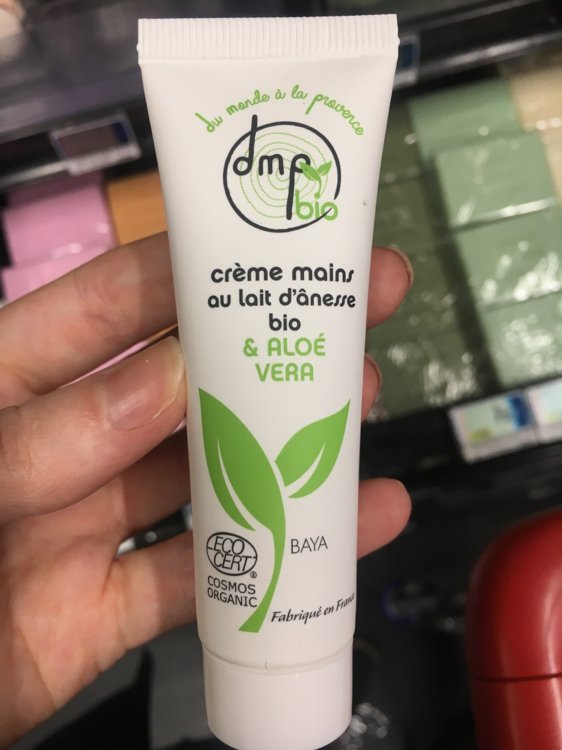 du monde à la provence
dmp
bio
crème mains
au lait d'ânesse
bio
& ALOÉ
VERA
ECO
CERT®
COSMOS
ORGANIC
BAYA
Fabriqué en France